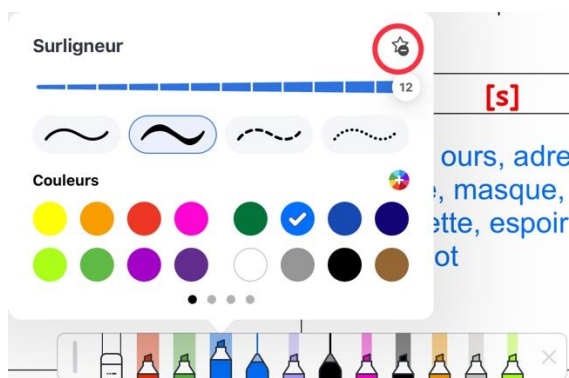 Surligneur
12
[s]
ours, adre
, masque,
ette, espoir
ot
Couleurs